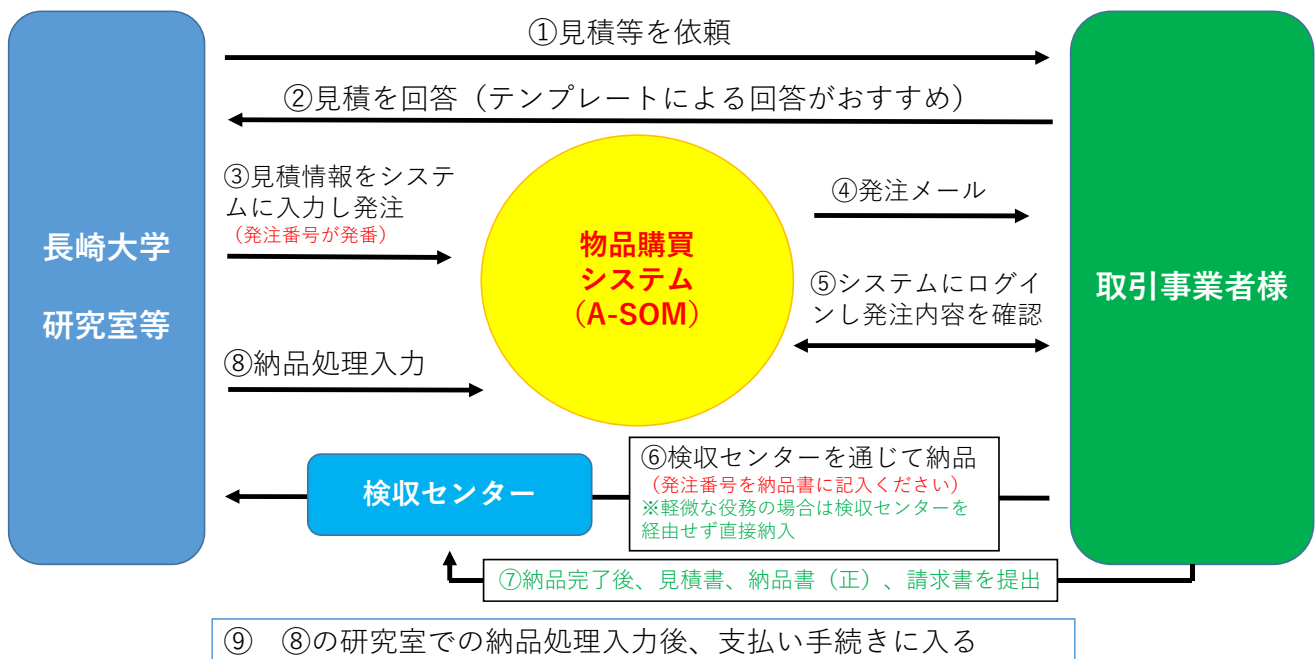 ①見積等を依頼
②見積を回答（テンプレートによる回答がおすすめ）
③見積情報をシステ
ムに入力し発注
（発注番号が発番）
④発注メール
長崎大学
研究室等
物品購買
システム
（A-SOM）
⑤システムにログイ
ンし発注内容を確認
取引事業者様
⑧納品処理入力
検収センター
⑥検収センターを通じて納品
（発注番号を納品書に記入ください）
※軽微な役務の場合は検収センターを
経由せず直接納入
⑦納品完了後、見積書、納品書（正）、請求書を提出
⑨　⑧の研究室での納品処理入力後、支払い手続きに入る